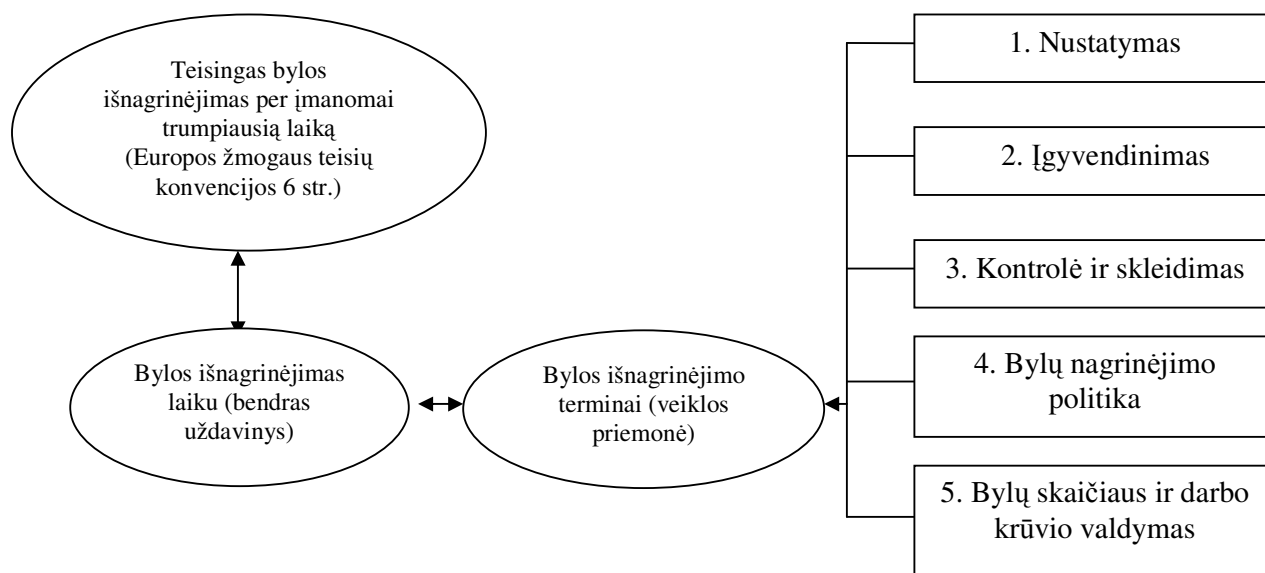 Teisingas bylos
išnagrinėjimas per įmanomai
trumpiausią laiką
(Europos žmogaus teisių
konvencijos 6 str.)
Bylos išnagrinėjimas
laiku (bendras
uždavinys)
Bylos išnagrinėjimo
terminai (veiklos
priemonė)
1. Nustatymas
2. Įgyvendinimas
3. Kontrolė ir skleidimas
4. Bylų nagrinėjimo
politika
5. Bylų skaičiaus ir darbo
krūvio valdymas